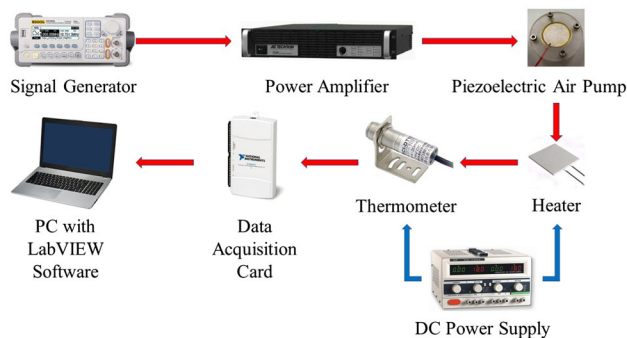 Signal Generator
Power Amplifier
Piezoelectric Air Pump
PC with
LabVIEW
Software
Data
Acquisition
Card
Thermometer
Heater
DC Power Supply